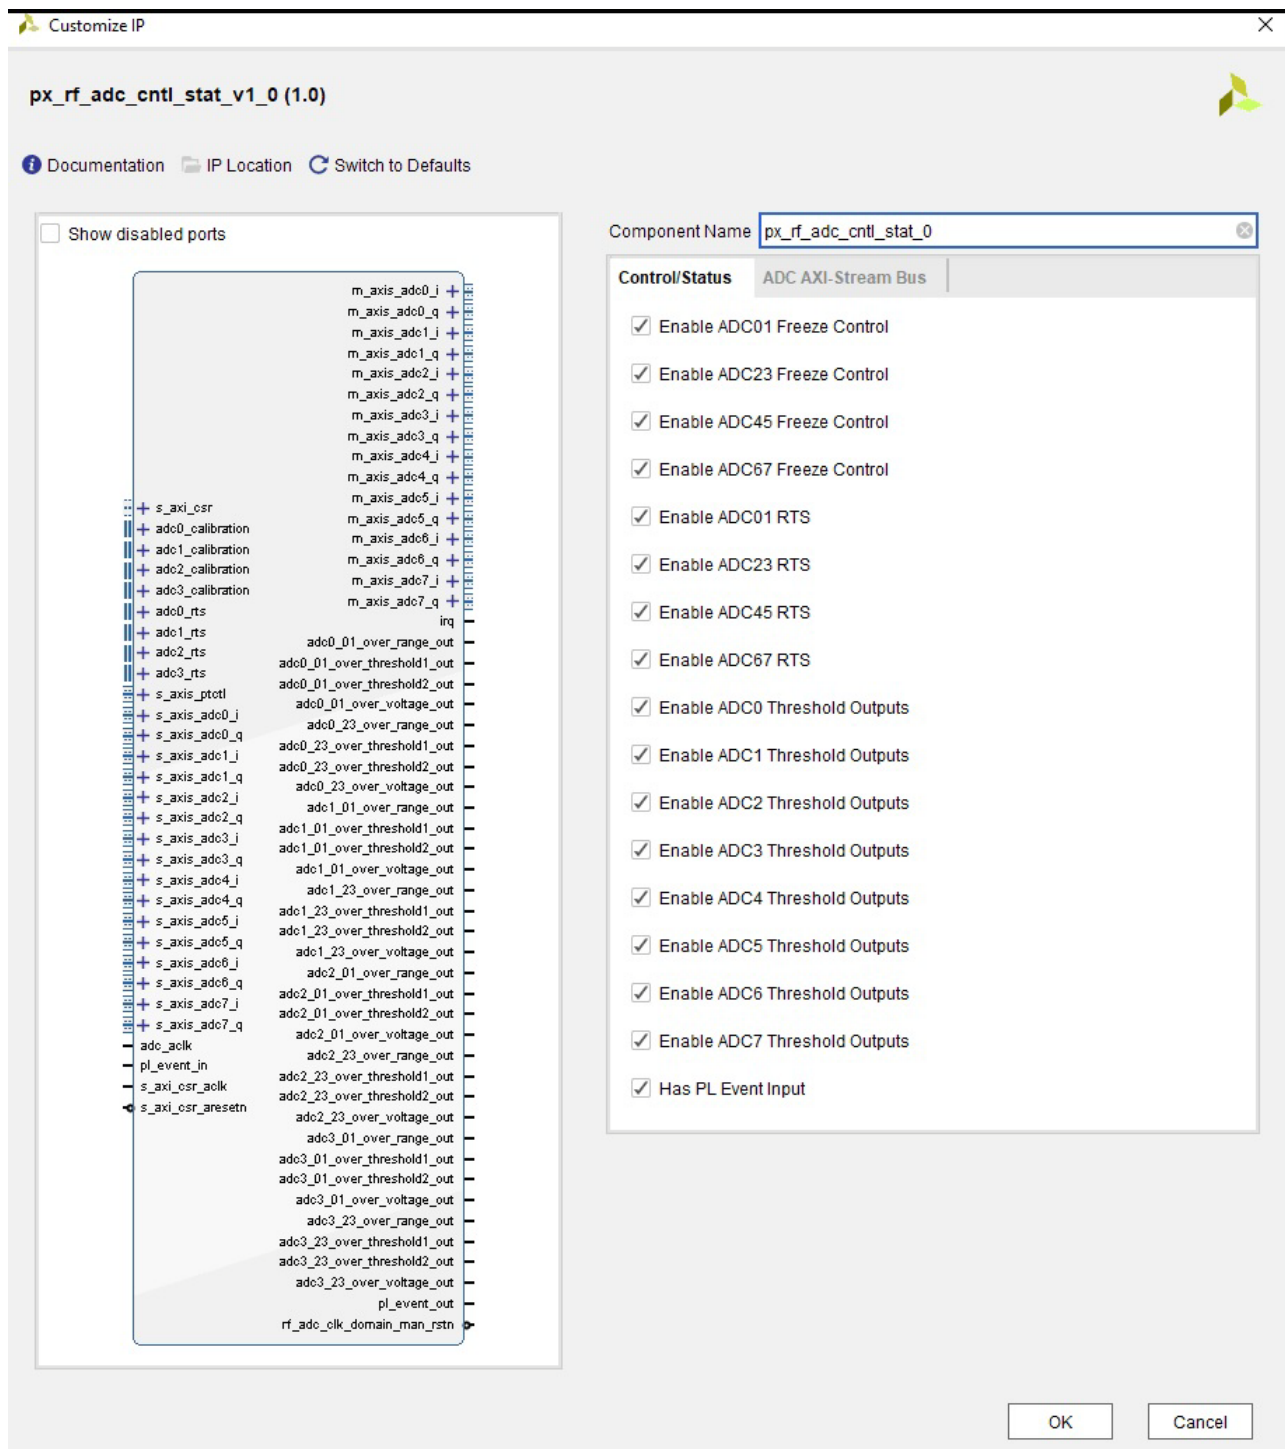 Customize IP
px_rf_adc_cntl_stat_v1_0 (1.0)
Documentation IP Location Switch to Defaults
Show disabled ports
s_axi_csr
adc0_calibration
adc1_calibration
adc2_calibration
adc3_calibration
adc0_rts
adc1_rts
adc2_rts
adc3_rts
s_axis_ptctl
s_axis_adc0_i
s_axis_adc0_q
s_axis_adc1_i
s_axis_adc1_q
s_axis_adc2_i
s_axis_adc2_q
s_axis_adc3_i
s_axis_adc3_q
s_axis_adc4_i
s_axis_adc4_q
s_axis_adc5_i
s_axis_adc5_q
s_axis_adc6_i
s_axis_adc6_q
s_axis_adc7_i
s_axis_adc7_q
adc_aclk
pl_event_in
s_axi_csr_aclk
s_axi_csr_aresetn
m_axis_adc0_i
m_axis_adc0_q
m_axis_adc1_i
m_axis_adc1_q
m_axis_adc2_i
m_axis_adc2_q
m_axis_adc3_i
m_axis_adc3_q
m_axis_adc4_i
m_axis_adc4_q
m_axis_adc5_i
m_axis_adc5_q
m_axis_adc6_i
m_axis_adc6_q
m_axis_adc7_i
m_axis_adc7_q
irq
adc0_01_over_range_out
adc0_01_over_threshold1_out
adc0_01_over_threshold2_out
adc0_01_over_voltage_out
adc0_23_over_range_out
adc0_23_over_threshold1_out
adc0_23_over_threshold2_out
adc0_23_over_voltage_out
adc1_01_over_range_out
adc1_01_over_threshold1_out
adc1_01_over_threshold2_out
adc1_01_over_voltage_out
adc1_23_over_range_out
adc1_23_over_threshold1_out
adc1_23_over_threshold2_out
adc1_23_over_voltage_out
adc2_01_over_range_out
adc2_01_over_threshold1_out
adc2_01_over_threshold2_out
adc2_01_over_voltage_out
adc2_23_over_range_out
adc2_23_over_threshold1_out
adc2_23_over_threshold2_out
adc2_23_over_voltage_out
adc3_01_over_range_out
adc3_01_over_threshold1_out
adc3_01_over_threshold2_out
adc3_01_over_voltage_out
adc3_23_over_range_out
adc3_23_over_threshold1_out
adc3_23_over_threshold2_out
adc3_23_over_voltage_out
pl_event_out
rf_adc_clk_domain_man_rstn
Component Name px_rf_adc_cntl_stat_0
Control/Status ADC AXI-Stream Bus
Enable ADC01 Freeze Control
Enable ADC23 Freeze Control
Enable ADC45 Freeze Control
Enable ADC67 Freeze Control
Enable ADC01 RTS
Enable ADC23 RTS
Enable ADC45 RTS
Enable ADC67 RTS
Enable ADC0 Threshold Outputs
Enable ADC1 Threshold Outputs
Enable ADC2 Threshold Outputs
Enable ADC3 Threshold Outputs
Enable ADC4 Threshold Outputs
Enable ADC5 Threshold Outputs
Enable ADC6 Threshold Outputs
Enable ADC7 Threshold Outputs
Has PL Event Input
OK Cancel